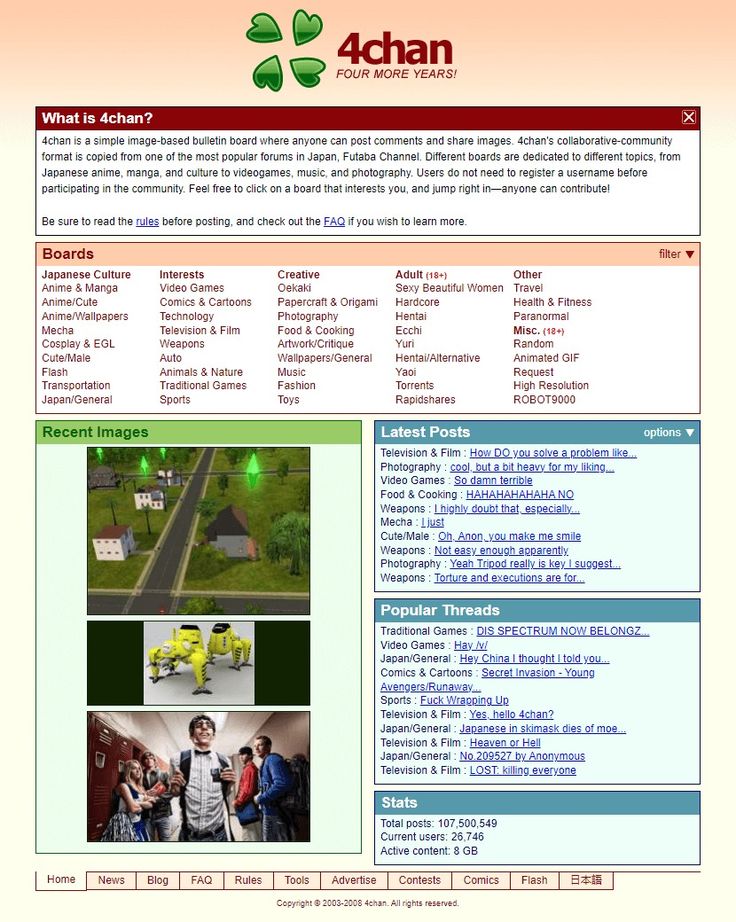 4chan
FOUR MORE YEARS!
What is 4chan?
4chan is a simple image-based bulletin board where anyone can post comments and share images. 4chan's collaborative-community
format is copied from one of the most popular forums in Japan, Futaba Channel. Different boards are dedicated to different topics, from
Japanese anime, manga, and culture to videogames, music, and photography. Users do not need to register a username before
participating in the community. Feel free to click on a board that interests you, and jump right in—anyone can contribute!
Be sure to read the rules before posting, and check out the FAQ if you wish to learn more.
Boards
filter ▼
Japanese Culture
Anime & Manga
Anime/Cute
Anime/Wallpapers
Mecha
Cosplay & EGL
Cute/Male
Flash
Transportation
Japan/General
Interests
Video Games
Comics & Cartoons
Technology
Television & Film
Weapons
Auto
Animals & Nature
Traditional Games
Sports
Creative
Oekaki
Papercraft & Origami
Photography
Food & Cooking
Artwork/Critique
Wallpapers/General
Music
Fashion
Toys
Adult (18+)
Sexy Beautiful Women
Hardcore
Hentai
Ecchi
Yuri
Hentai/Alternative
Yaoi
Torrents
Rapidshares
Other
Travel
Health & Fitness
Paranormal
Misc. (18+)
Random
Animated GIF
Request
High Resolution
ROBOT9000
Recent Images
Latest Posts
options ▼
Television & Film : How DO you solve a problem like...
Photography : cool, but a bit heavy for my liking...
Video Games : So damn terrible
Food & Cooking : HAHAHAHAHAHA NO
Weapons : I highly doubt that, especially...
Mecha : I just
Cute/Male : Oh, Anon, you make me smile
Weapons : Not easy enough apparently
Photography : Yeah Tripod really is key I suggest...
Weapons : Torture and executions are for...
Popular Threads
Traditional Games : DIS SPECTRUM NOW BELONGZ...
Video Games : Hay /v/
Japan/General : Hey China I thought I told you...
Comics & Cartoons : Secret Invasion - Young
Avengers/Runaway...
Sports : Fuck Wrapping Up
Television & Film : Yes, hello 4chan?
Japan/General : Japanese in skimask dies of moe...
Television & Film : Heaven or Hell
Japan/General : No.209527 by Anonymous
Television & Film : LOST: killing everyone
Stats
Total posts: 107,500,549
Current users: 26,746
Active content: 8 GB
Home
News
Blog
FAQ
Rules
Tools
Advertise
Contests
Comics
Flash
日本語
Copyright © 2003-2008 4chan. All rights reserved.